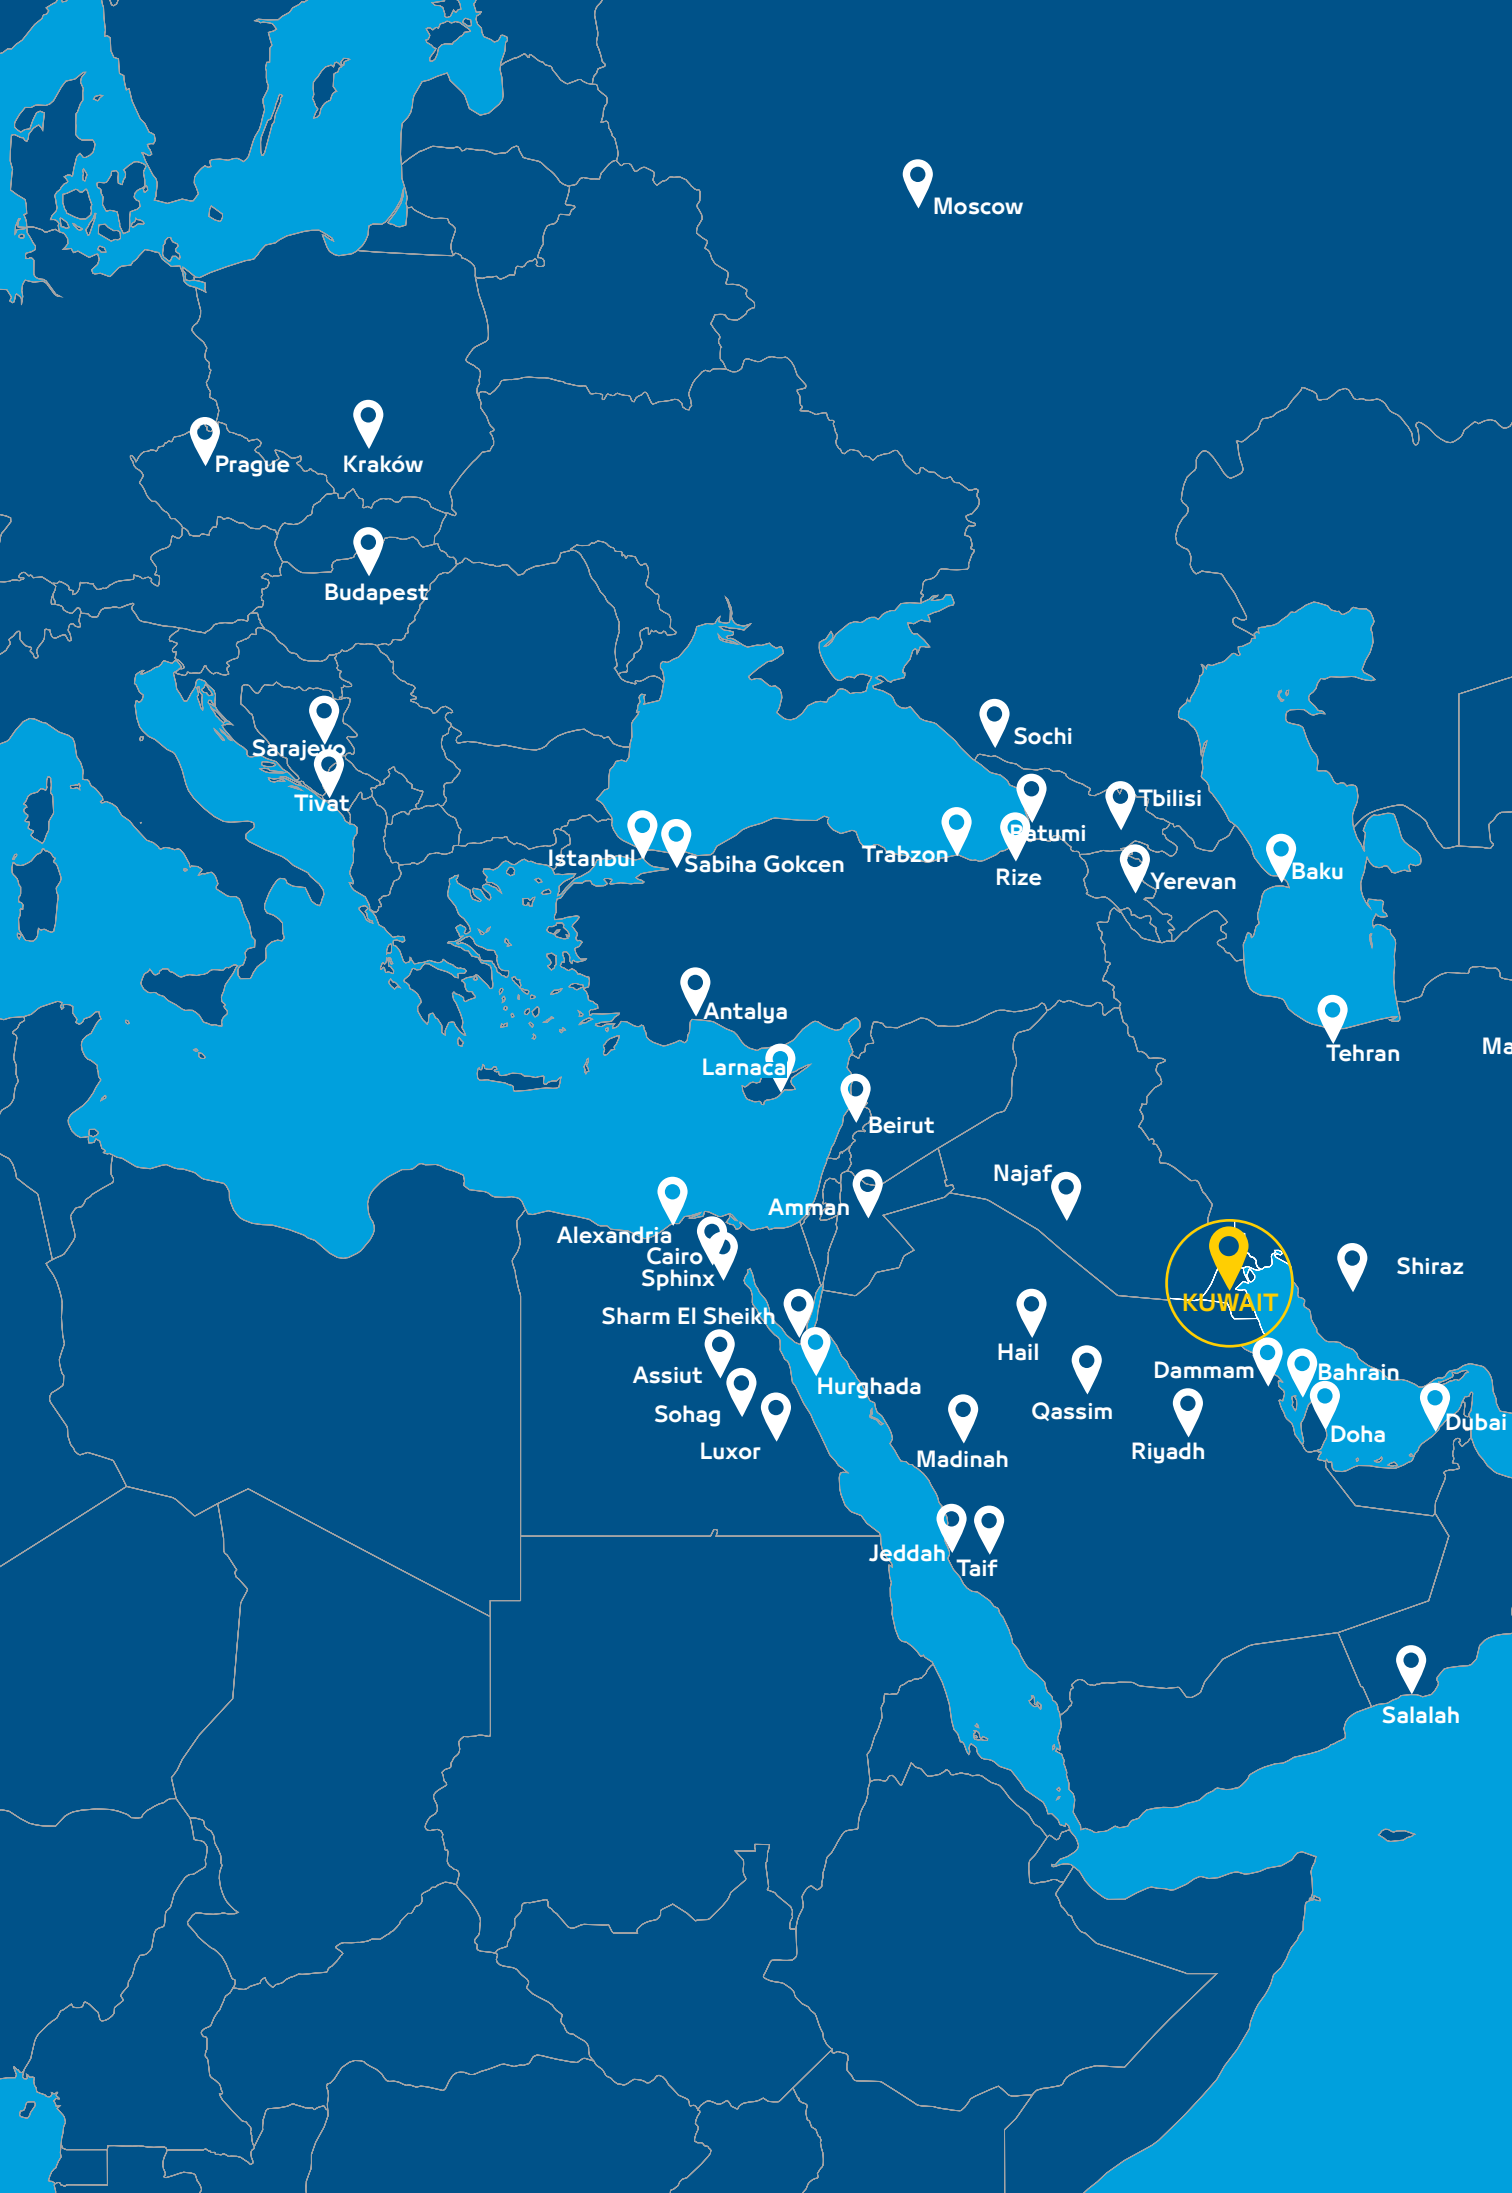 Moscow
Prague
Kraków
Budapest
Sarajevo
Sochi
Tivat
Tbilisi
Batumi
Istanbul
Sabiha Gokcen
Trabzon
Rize
Yerevan
Baku
Antalya
Tehran
Ma
Larnaca
Beirut
Najaf
Amman
Alexandria
Cairo
Sphinx
Shiraz
KUWAIT
Sharm El Sheikh
Hail
Assiut
Dammam
Bahrain
Hurghada
Sohag
Qassim
Dubai
Doha
Luxor
Madinah
Riyadh
Jeddah
Taif
Salalah